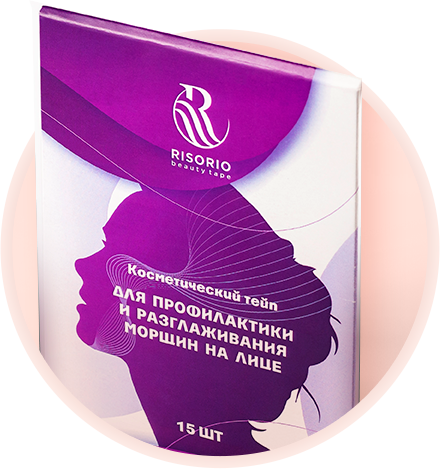 RISORIO
beauty tape
Косметический тейп
ДЛЯ ПРОФИЛАКТИКИ
И РАЗГЛАЖИВАНИЯ
МОРЩИН НА ЛИЦЕ
15 ШТ